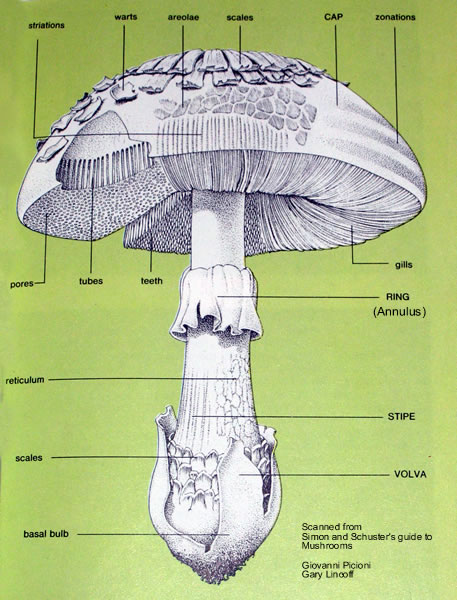 striations
warts
areolae
scales
CAP
zonations
pores
tubes
teeth
gills
RING
(Annulus)
reticulum
STIPE
scales
VOLVA
basal bulb
Scanned from
Simon and Schuster's guide to
Mushrooms
Giovanni Picioni
Gary Lincoff